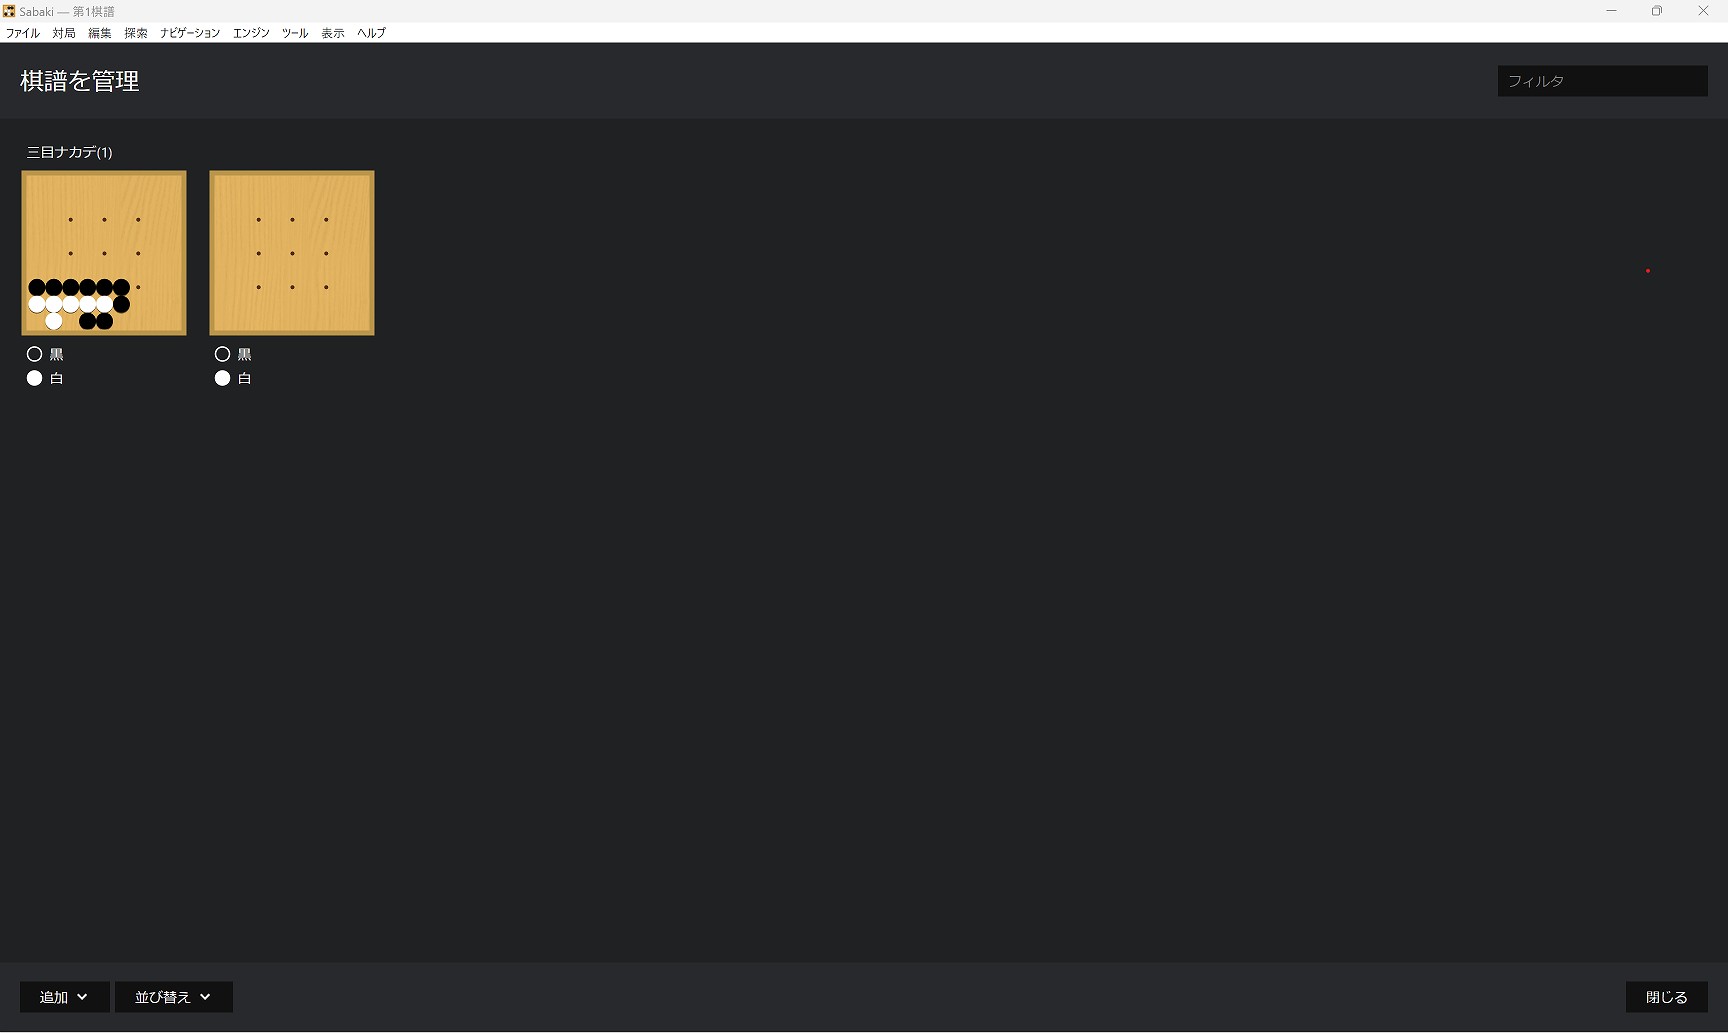 Sabaki — 第1棋譜
ファイル 対局 編集 探索 ナビゲーション エンジン ツール 表示 ヘルプ
棋譜を管理
フィルタ
三目ナカデ(1)
黒
白
黒
白
追加
並び替え
閉じる